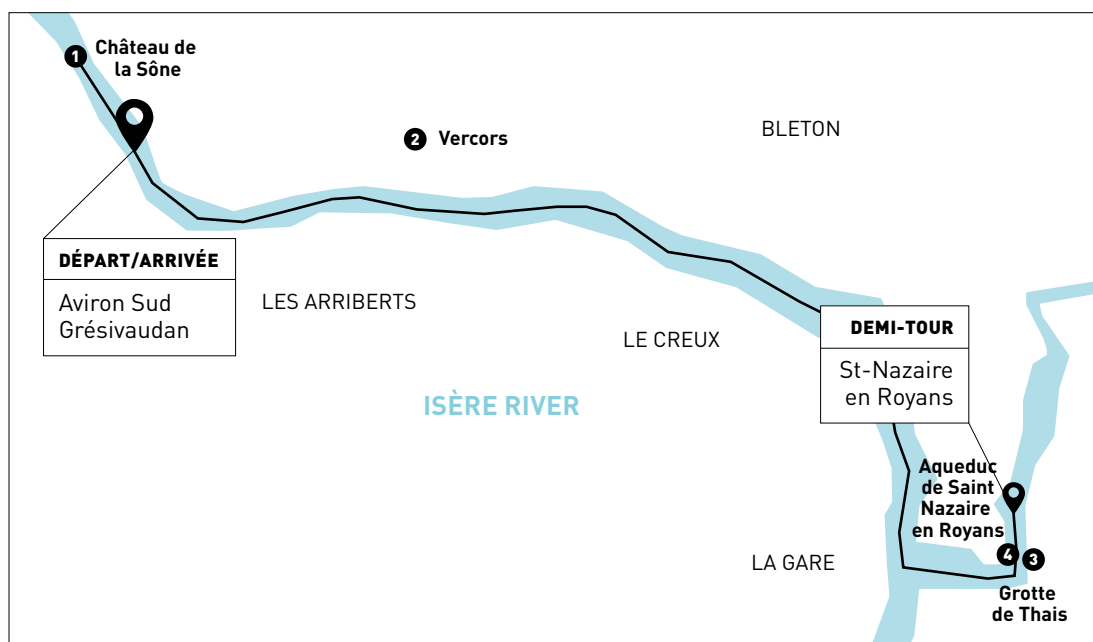 1
Château de
la Sône
2
Vercors
BLETON
DÉPART/ARRIVÉE
Aviron Sud
Grésivaudan
LES ARRIBERTS
LE CREUX
DEMI-TOUR
St-Nazaire
en Royans
ISÈRE RIVER
Aqueduc
de Saint
Nazaire
en Royans
4
3
LA GARE
Grotte
de Thais